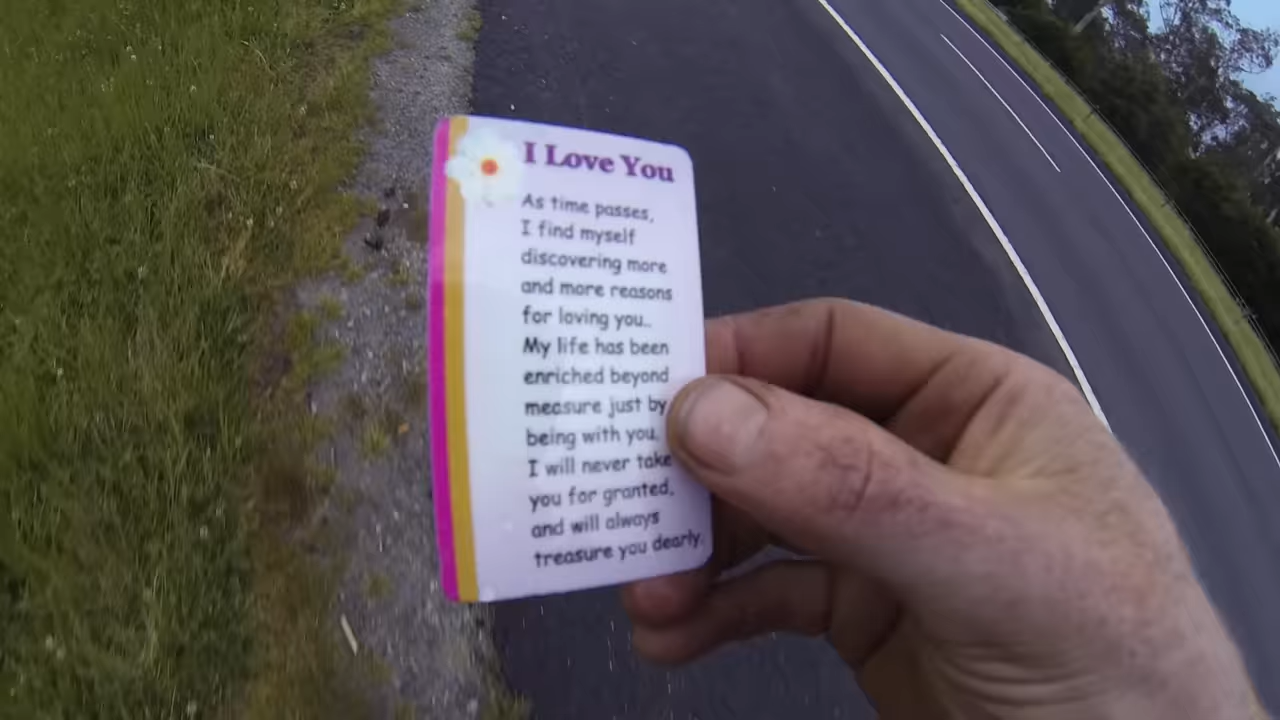 I Love You
As time passes,
I find myself
discovering more
and more reasons
for loving you..
My life has been
enriched beyond
measure just by
being with you.
I will never take
you for granted,
and will always
treasure you dearly.